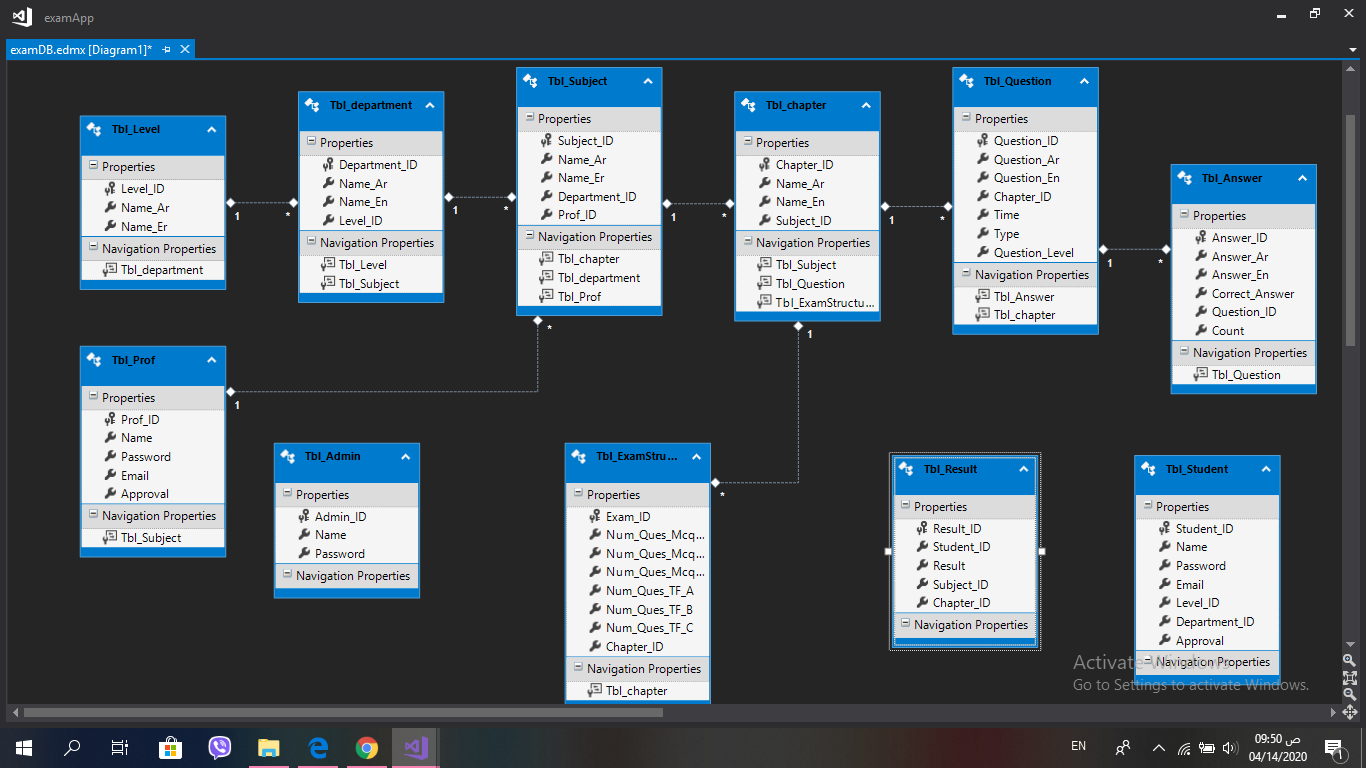 examApp
examDB.edmx [Diagram1]*
Tbl_Level
Properties
Level_ID
Name_Ar
Name_Er
Navigation Properties
Tbl_department
1
*
Tbl_department
Properties
Department_ID
Name_Ar
Name_En
Level_ID
Navigation Properties
Tbl_Level
Tbl_Subject
1
*
Tbl_Subject
Properties
Subject_ID
Name_Ar
Name_Er
Department_ID
Prof_ID
Navigation Properties
Tbl_chapter
Tbl_department
Tbl_Prof
*
1
*
Tbl_chapter
Properties
Chapter_ID
Name_Ar
Name_En
Subject_ID
Navigation Properties
Tbl_Subject
Tbl_Question
Tbl_ExamStructu...
1
1
*
Tbl_Question
Properties
Question_ID
Question_Ar
Question_En
Chapter_ID
Time
Type
Question_Level
Navigation Properties
Tbl_Answer
Tbl_chapter
1
*
Tbl_Answer
Properties
Answer_ID
Answer_Ar
Answer_En
Correct_Answer
Question_ID
Count
Navigation Properties
Tbl_Question
Tbl_Prof
Properties
Prof_ID
Name
Password
Email
Approval
Navigation Properties
Tbl_Subject
1
Tbl_Admin
Properties
Admin_ID
Name
Password
Navigation Properties
Tbl_ExamStru...
Properties
Exam_ID
Num_Ques_Mcq...
Num_Ques_Mcq...
Num_Ques_Mcq...
Num_Ques_TF_A
Num_Ques_TF_B
Num_Ques_TF_C
Chapter_ID
Navigation Properties
Tbl_chapter
*
Tbl_Result
Properties
Result_ID
Student_ID
Result
Subject_ID
Chapter_ID
Navigation Properties
Tbl_Student
Properties
Student_ID
Name
Password
Email
Level_ID
Department_ID
Approval
Navigation Properties
Activate Windows
Go to Settings to activate Windows.
EN
09:50 ص
04/14/2020
1